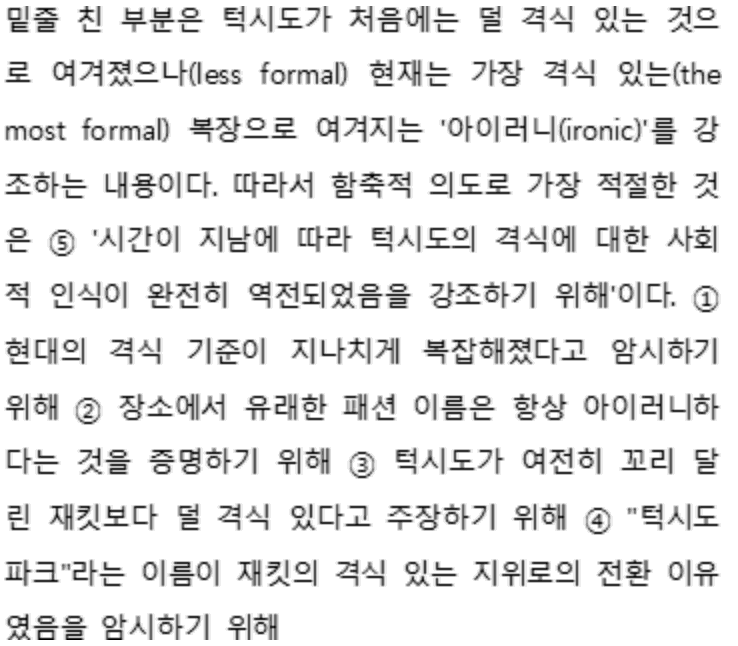 밑줄 친 부분은 턱시도가 처음에는 덜 격식 있는 것으
로 여겨졌으나(less formal) 현재는 가장 격식 있는(the
most formal) 복장으로 여겨지는 '아이러니(ironic)'를 강
조하는 내용이다. 따라서 함축적 의도로 가장 적절한 것
은 ⑤ '시간이 지남에 따라 턱시도의 격식에 대한 사회
적 인식이 완전히 역전되었음을 강조하기 위해'이다. ①
현대의 격식 기준이 지나치게 복잡해졌다고 암시하기
위해 ② 장소에서 유래한 패션 이름은 항상 아이러니하
다는 것을 증명하기 위해 ③ 턱시도가 여전히 꼬리 달
린 재킷보다 덜 격식 있다고 주장하기 위해 ④ "턱시도
파크"라는 이름이 재킷의 격식 있는 지위로의 전환 이유
였음을 암시하기 위해